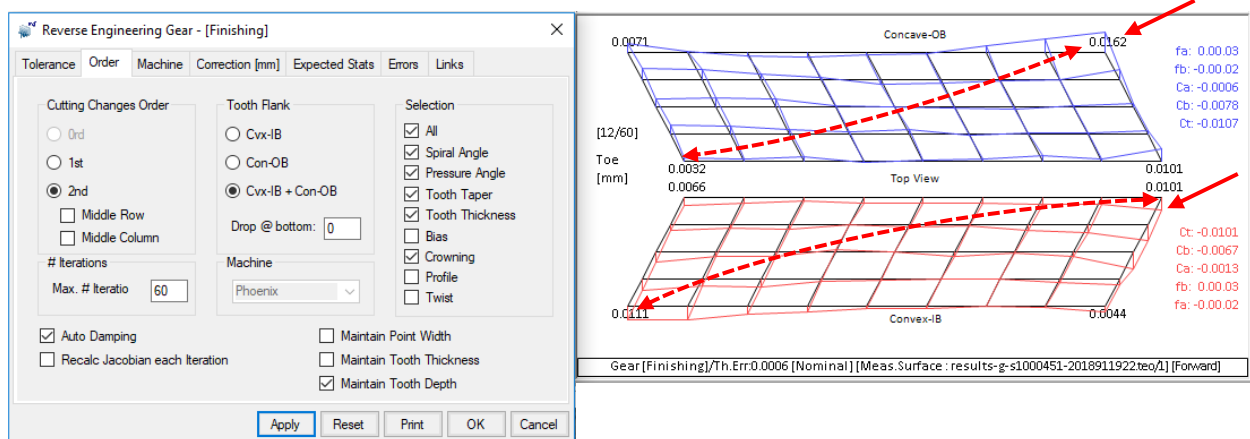 Reverse Engineering Gear - [Finishing]
Tolerance Order Machine Correction [mm] Expected Stats Errors Links
Cutting Changes Order
0rd
1st
2nd
Middle Row
Middle Column
Tooth Flank
Cvx-IB
Con-OB
Cvx-IB + Con-OB
Drop @ bottom: 0
Selection
All
Spiral Angle
Pressure Angle
Tooth Taper
Tooth Thickness
Bias
Crowning
Profile
Twist
# Iterations
Max. # Iteratio 60
Machine
Phoenix
Auto Damping
Recalc Jacobian each Iteration
Maintain Point Width
Maintain Tooth Thickness
Maintain Tooth Depth
Apply Reset Print OK Cancel
0.0071 Concave-OB 0.0162
fa: 0.00.03
fb: -0.00.02
Ca: -0.0006
Cb: -0.0078
Ct: -0.0107
[12/60]
Toe
[mm]
0.0032 Top View 0.0101
0.0066 0.0101
Ct: -0.0101
Cb: -0.0067
Ca: -0.0013
fb: 0.00.03
fa: -0.00.02
0.0111 Convex-IB 0.0044
Gear [Finishing]/Th.Err:0.0006 [Nominal] [Meas.Surface : results-g-s1000451-2018911922.teo/1] [Forward]